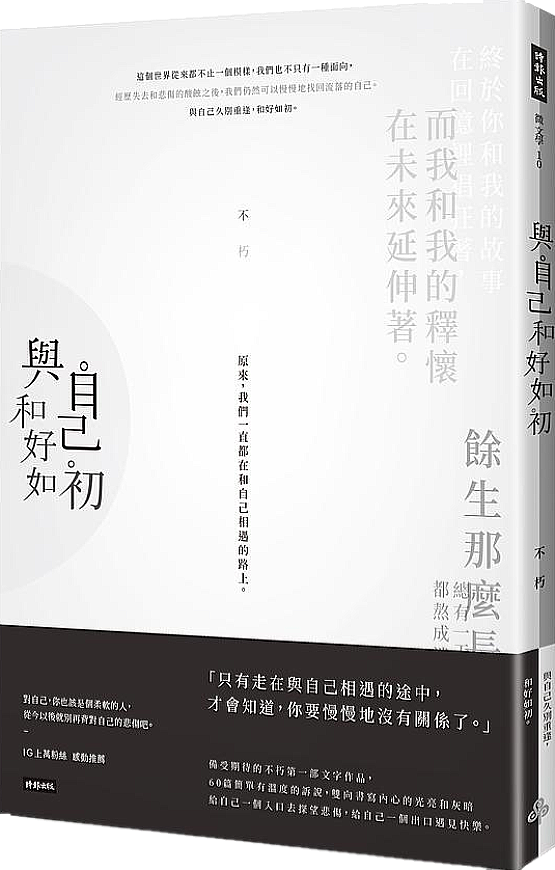 這個世界從來都不止一個模樣，我們也不只有一種面向，
經歷失去和悲傷的酸蝕之後，我們仍然可以慢慢地找回流落的自己。
與自己久別重逢，和好如初。
終於你和我的故事
在回憶裡猖狂著，
而我和我的釋懷
在未來延伸著。
不朽
與自己
和好如初
原來，我們一直都在和自己相遇的路上。
餘生那麼長
總有一天
都熬成
「只有走在與自己相遇的途中，
才會知道，你要慢慢地沒有關係了。」
對自己，你也該是個柔軟的人，
從今以後就別再背對自己的悲傷吧。
–
IG上萬粉絲 感動推薦
時報出版
備受期待的不朽第一部文字作品，
60篇簡單有溫度的訴說，雙向書寫內心的光亮和灰暗
給自己一個入口去探望悲傷，給自己一個出口遇見快樂。
時報出版
微文學 10
與自己和好如初
不朽
與自己久別重逢，
和好如初。